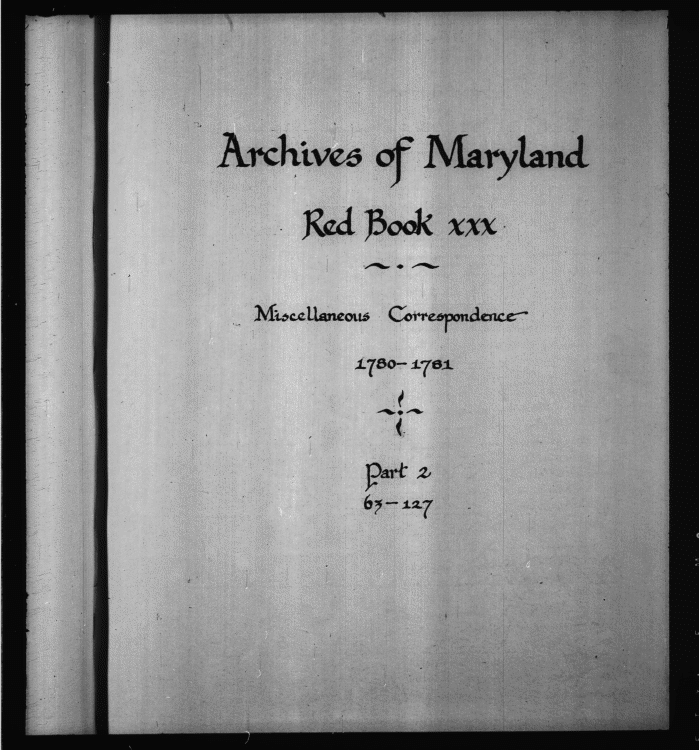 Archives of Maryland
Red Book xxx
Miscellaneous Correspondence
1780-1781
Part 2
63-127